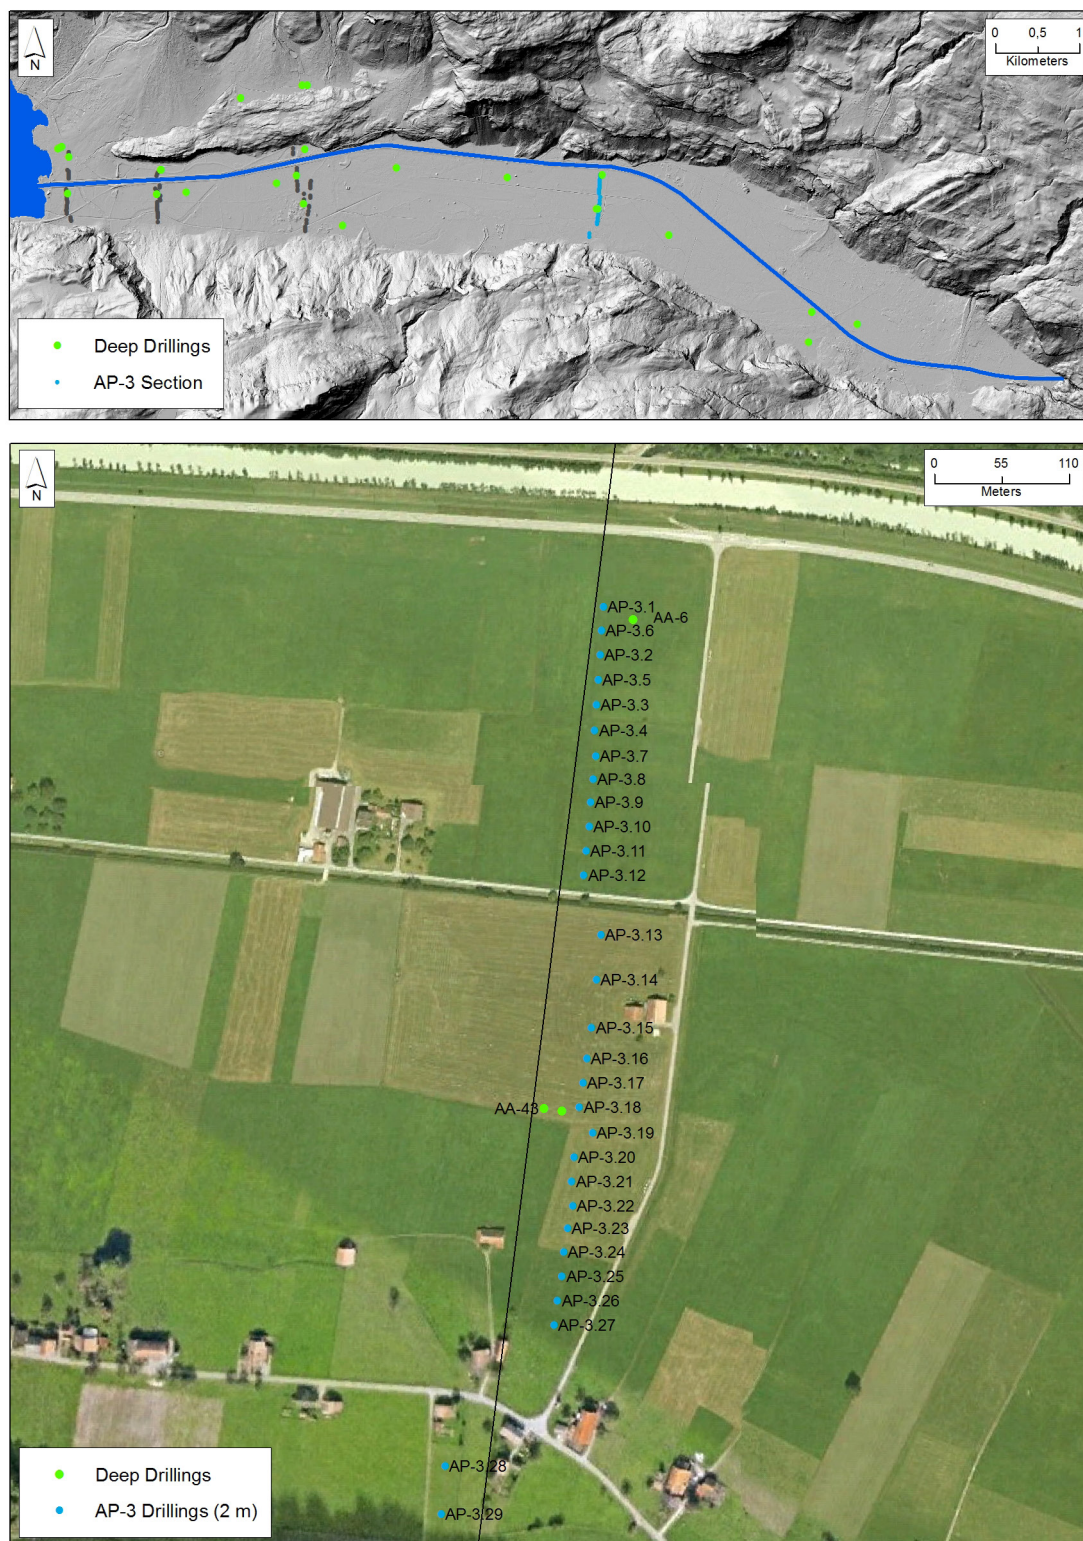 N
0 0,5 1
Kilometers
Deep Drillings
AP-3 Section
N
0 55 110
Meters
AP-3.1
AA-6
AP-3.6
AP-3.2
AP-3.5
AP-3.3
AP-3.4
AP-3.7
AP-3.8
AP-3.9
AP-3.10
AP-3.11
AP-3.12
AP-3.13
AP-3.14
AP-3.15
AP-3.16
AP-3.17
AA-43
AP-3.18
AP-3.19
AP-3.20
AP-3.21
AP-3.22
AP-3.23
AP-3.24
AP-3.25
AP-3.26
AP-3.27
AP-3.28
AP-3.29
Deep Drillings
AP-3 Drillings (2 m)